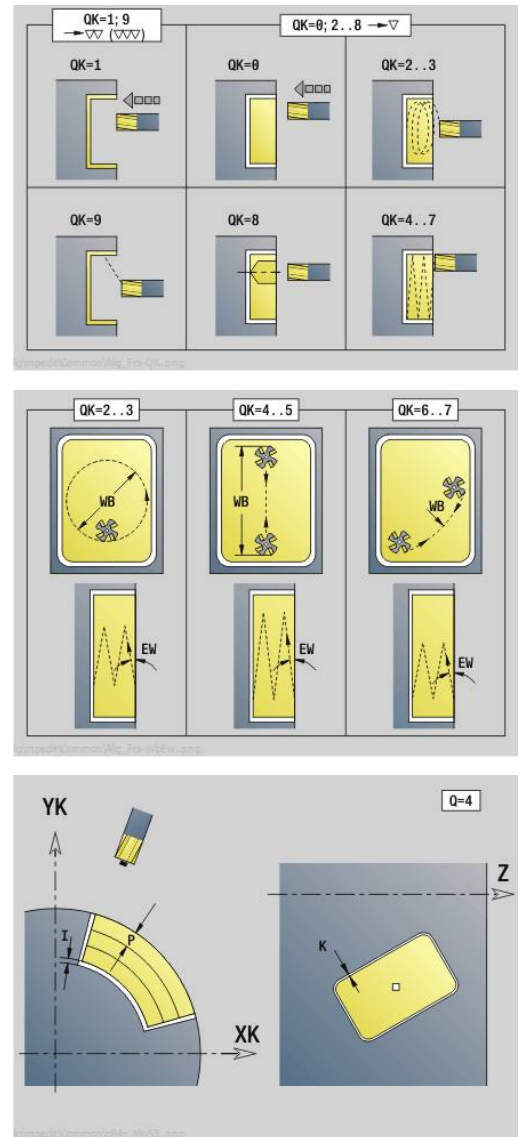 QK=1; 9
QK=0; 2..8
QK=1
QK=0
QK=2..3
QK=9
QK=8
QK=4..7
QK=2..3
QK=4..5
QK=6..7
WB
WB
WB
EW
EW
EW
Q=4
YK
Z
I
P
K
XK